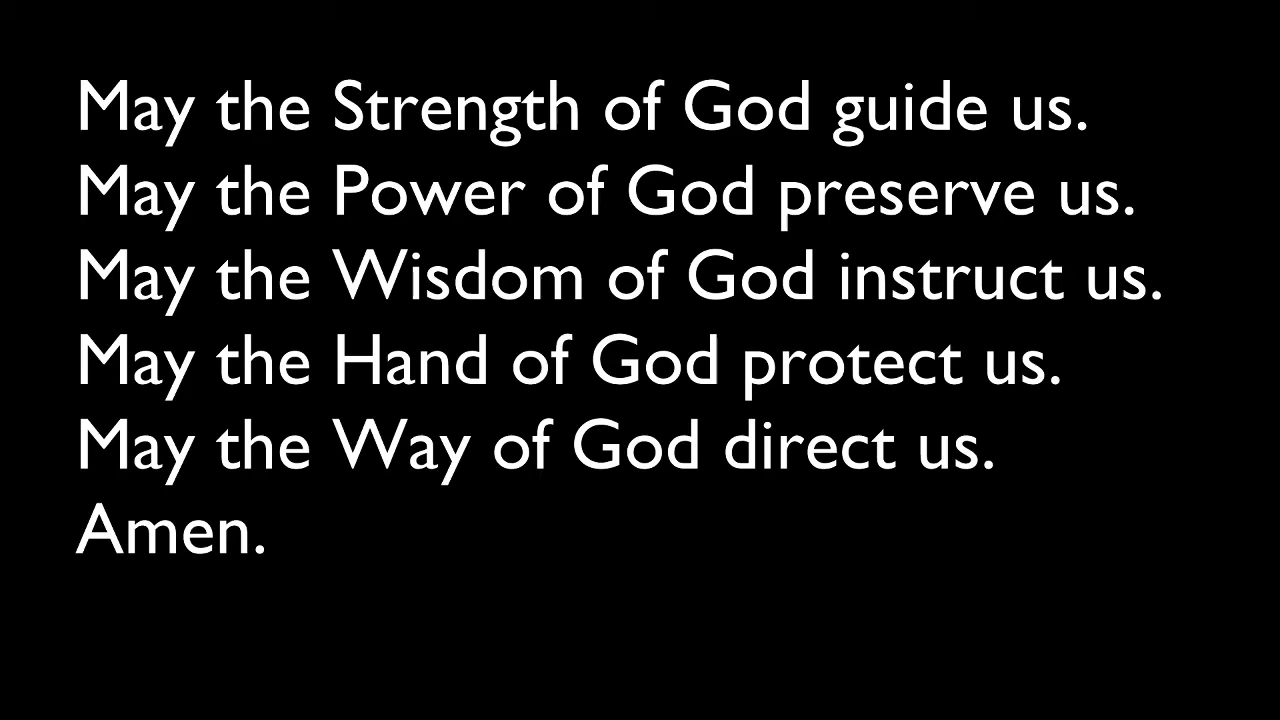 May the Strength of God guide us.
May the Power of God preserve us.
May the Wisdom of God instruct us.
May the Hand of God protect us.
May the Way of God direct us.
Amen.